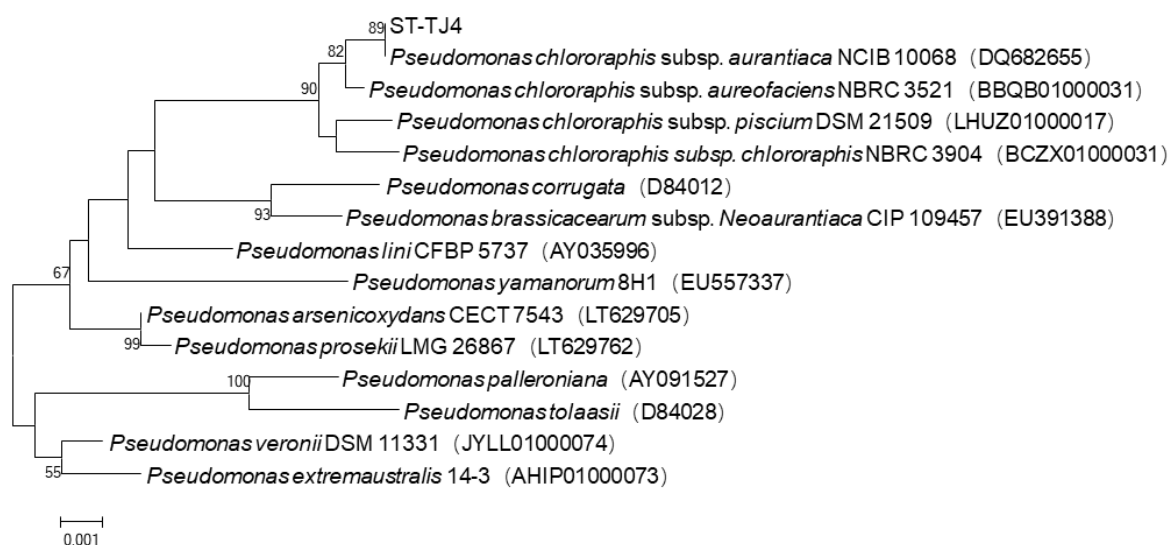 89 ST-TJ4
82 Pseudomonas chlororaphis subsp. aurantiaca NCIB 10068 (DQ682655)
90 Pseudomonas chlororaphis subsp. aureofaciens NBRC 3521 (BBQB01000031)
Pseudomonas chlororaphis subsp. piscium DSM 21509 (LHUZ01000017)
Pseudomonas chlororaphis subsp. chlororaphis NBRC 3904 (BCZX01000031)
Pseudomonas corrugata (D84012)
93 Pseudomonas brassicacearum subsp. Neoaurantiaca CIP 109457 (EU391388)
Pseudomonas lini CFBP 5737 (AY035996)
67 Pseudomonas yamanorum 8H1 (EU557337)
Pseudomonas arsenicoxydans CECT 7543 (LT629705)
99 Pseudomonas prosekii LMG 26867 (LT629762)
100 Pseudomonas palleroniana (AY091527)
Pseudomonas tolaasii (D84028)
Pseudomonas veronii DSM 11331 (JYLL01000074)
55 Pseudomonas extremaustralis 14-3 (AHIP01000073)
0.001